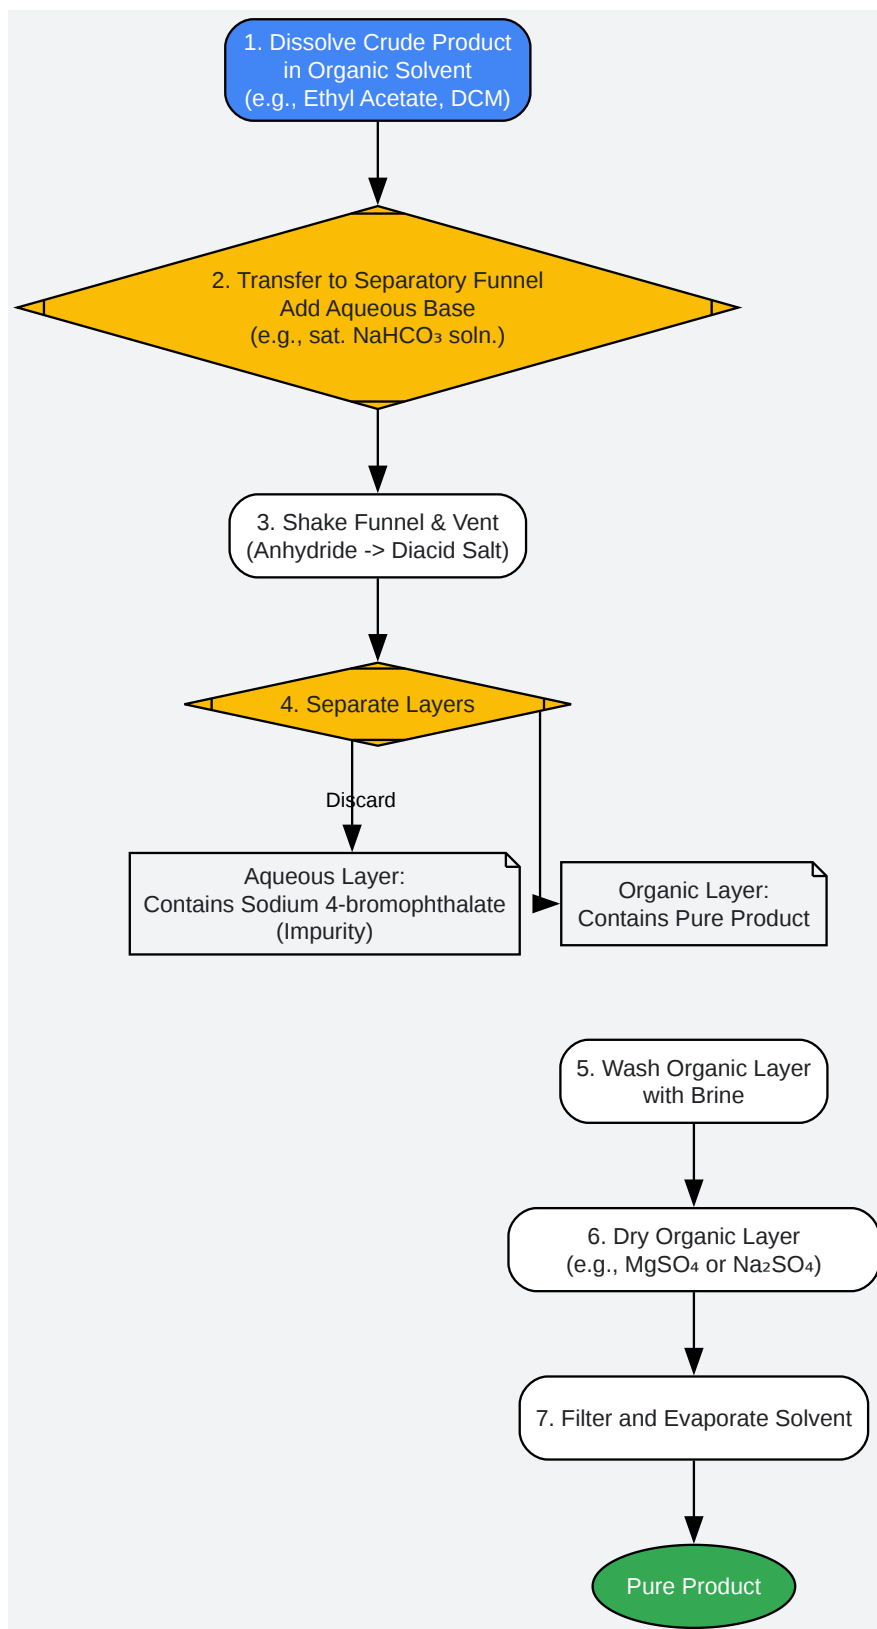 1. Dissolve Crude Product
in Organic Solvent
(e.g., Ethyl Acetate, DCM)
2. Transfer to Separatory Funnel
Add Aqueous Base
(e.g., sat. NaHCO₃ soln.)
3. Shake Funnel & Vent
(Anhydride -> Diacid Salt)
4. Separate Layers
Discard
Aqueous Layer:
Contains Sodium 4-bromophthalate
(Impurity)
Organic Layer:
Contains Pure Product
5. Wash Organic Layer
with Brine
6. Dry Organic Layer
(e.g., MgSO₄ or Na₂SO₄)
7. Filter and Evaporate Solvent
Pure Product